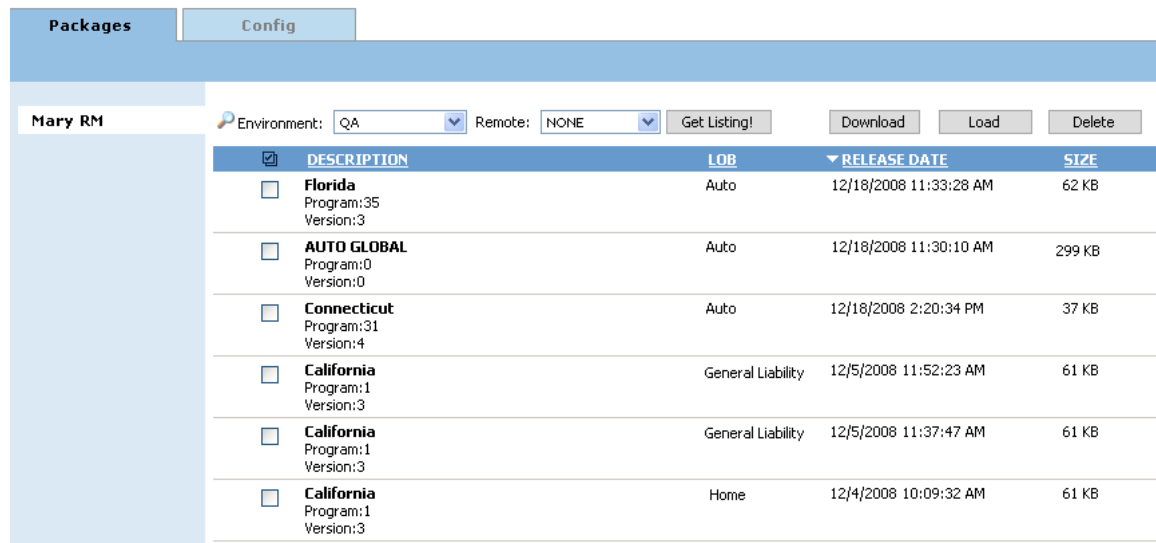 Packages Config
Mary RM
Environment: QA Remote: NONE Get Listing! Download Load Delete
DESCRIPTION LOB RELEASE DATE SIZE
Florida Auto 12/18/2008 11:33:28 AM 62 KB
Program:35
Version:3
AUTO GLOBAL Auto 12/18/2008 11:30:10 AM 299 KB
Program:0
Version:0
Connecticut Auto 12/18/2008 2:20:34 PM 37 KB
Program:31
Version:4
California General Liability 12/5/2008 11:52:23 AM 61 KB
Program:1
Version:3
California General Liability 12/5/2008 11:37:47 AM 61 KB
Program:1
Version:3
California Home 12/4/2008 10:09:32 AM 61 KB
Program:1
Version:3